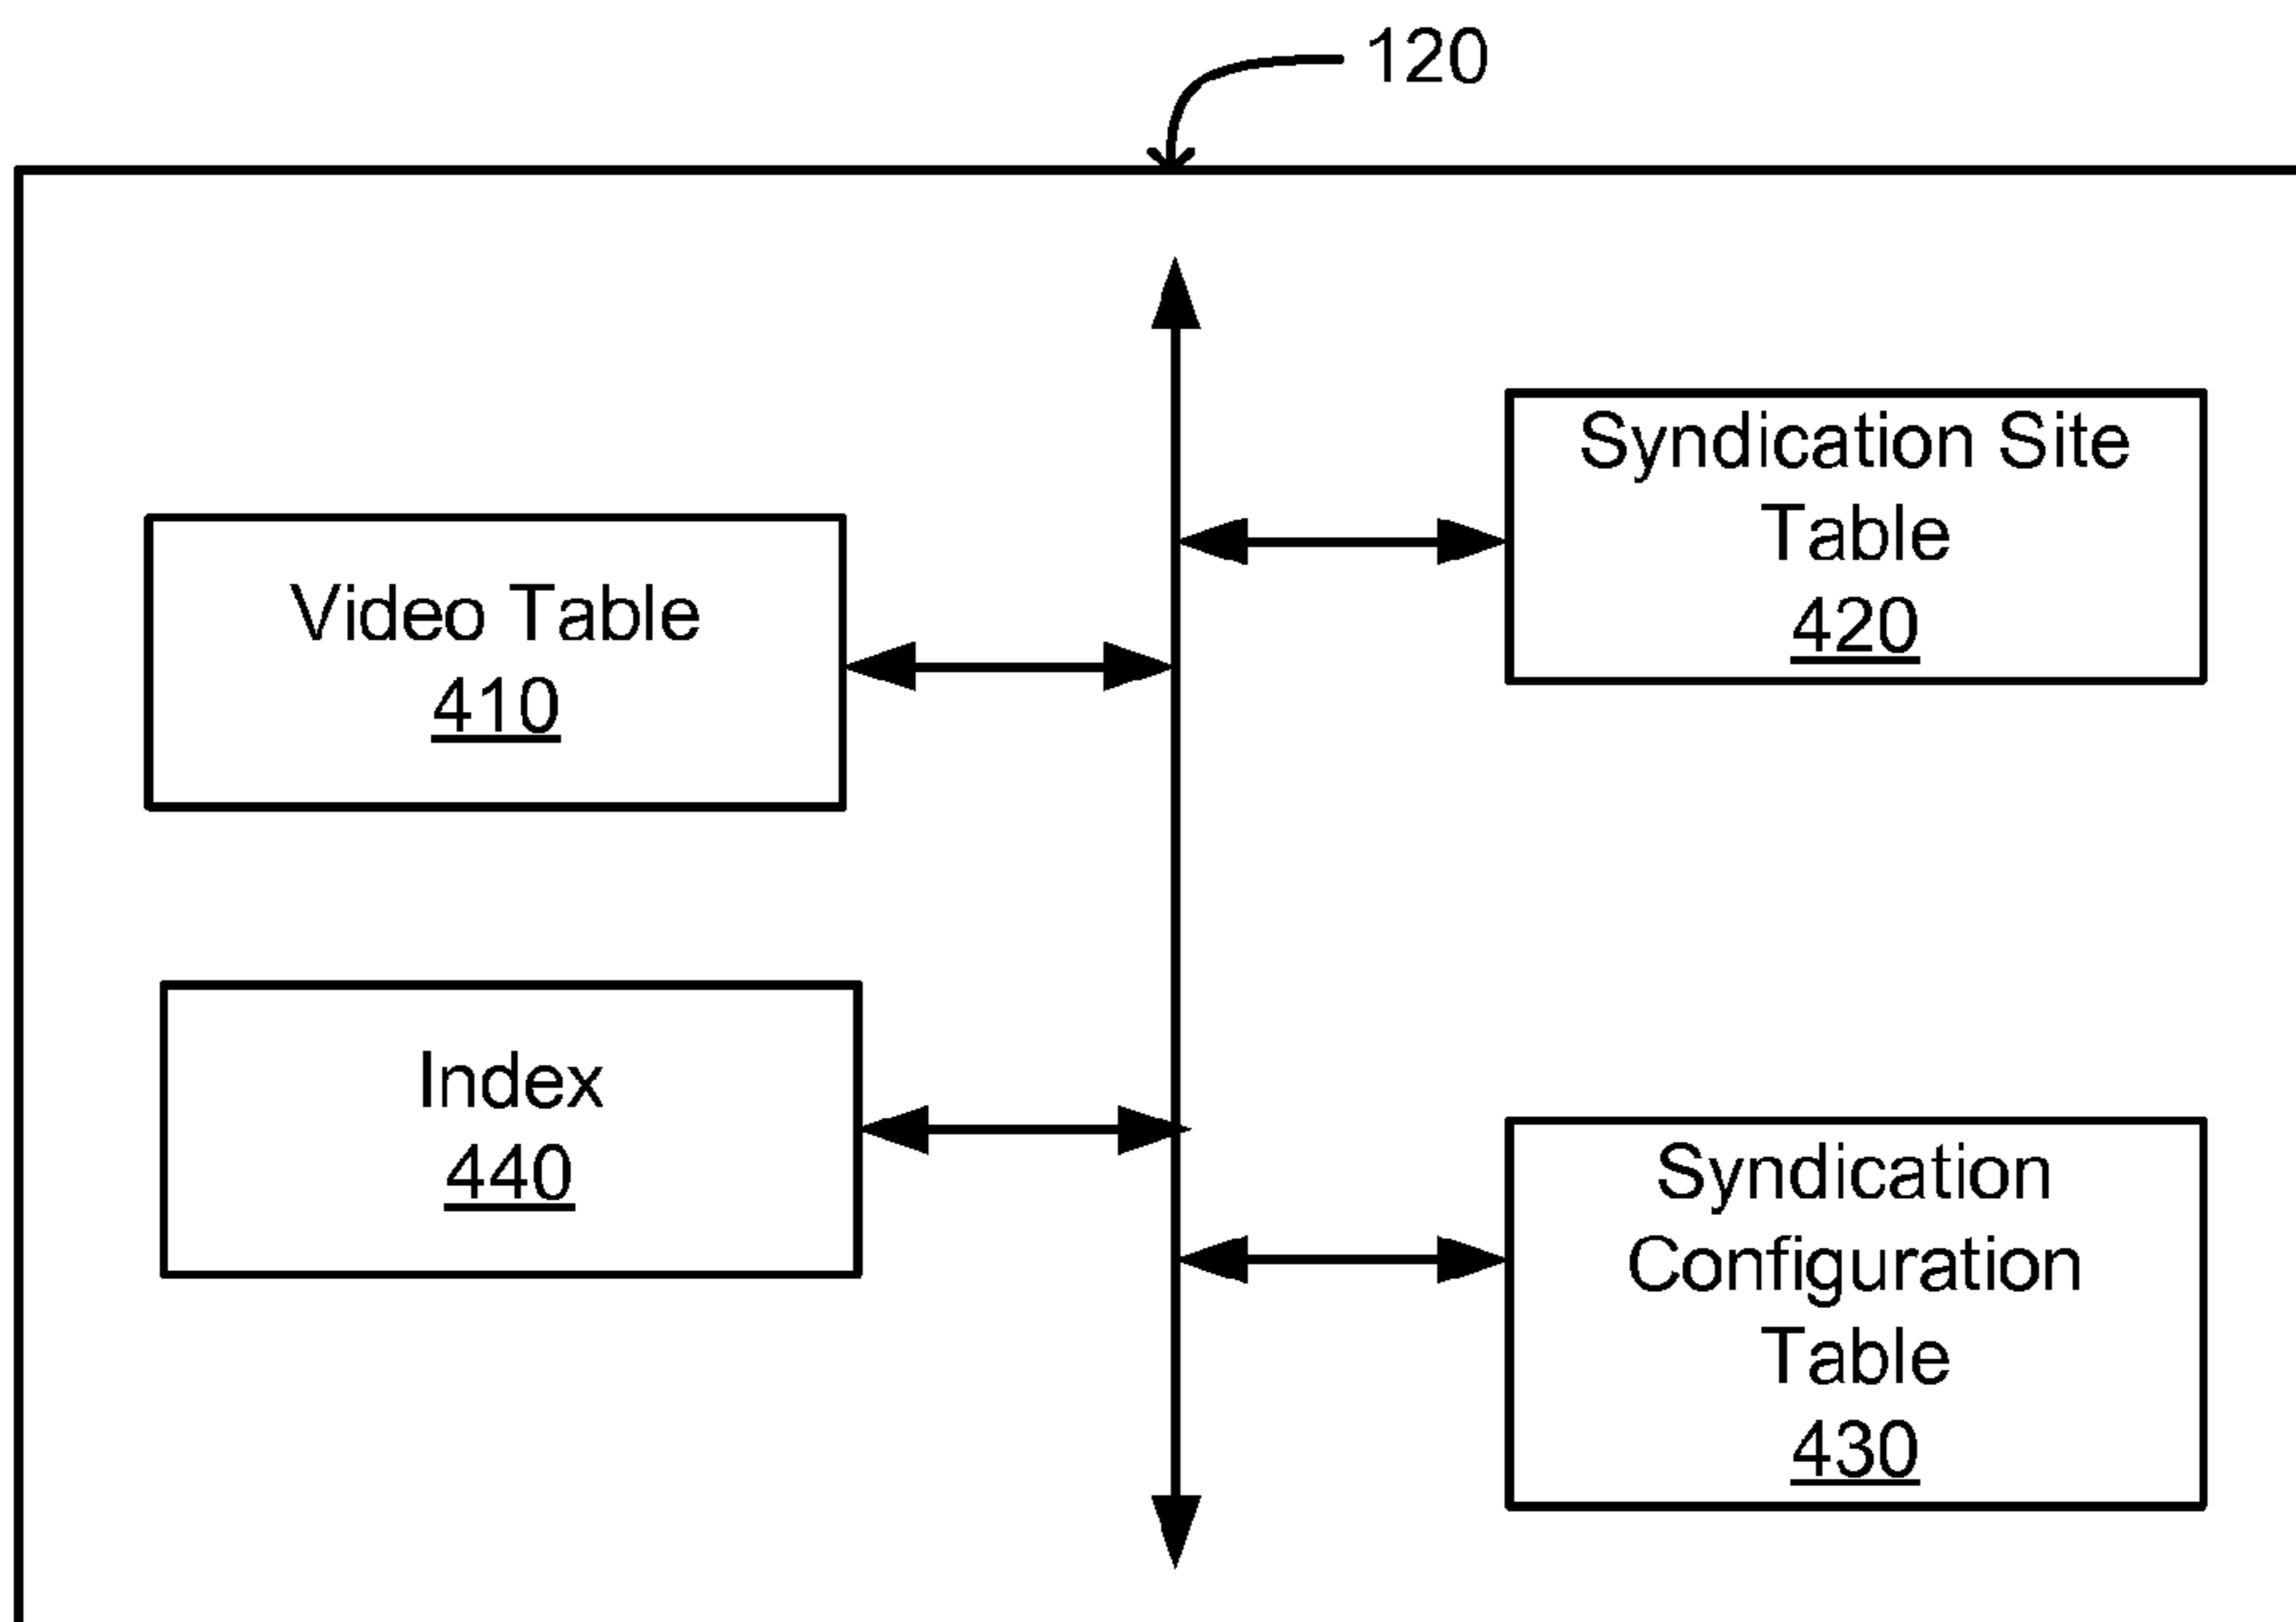 120
Video Table
410
Syndication Site
Table
420
Index
440
Syndication
Configuration
Table
430